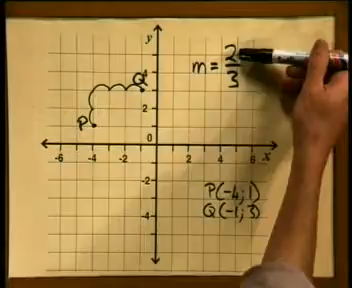 y
4
Q
m = 2/3
2
P
0
-6 -4 -2 2 4 6 x
-2
P(-4;1)
Q(-1;3)
-4